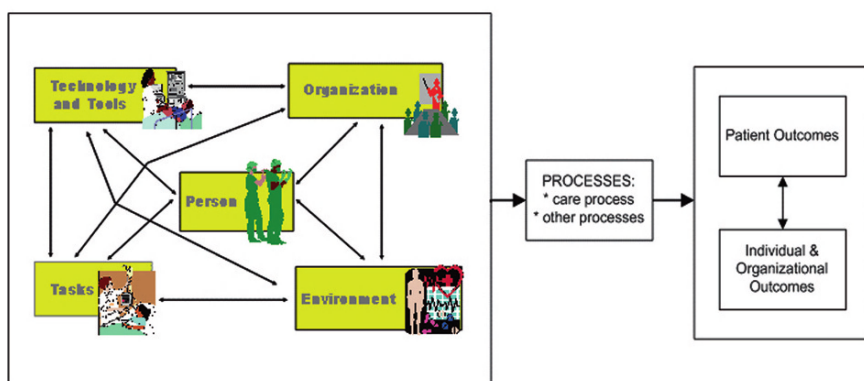 Technology
and Tools
Organization
Person
Tasks
Environment
PROCESSES:
* care process
* other processes
Patient Outcomes
Individual &
Organizational
Outcomes